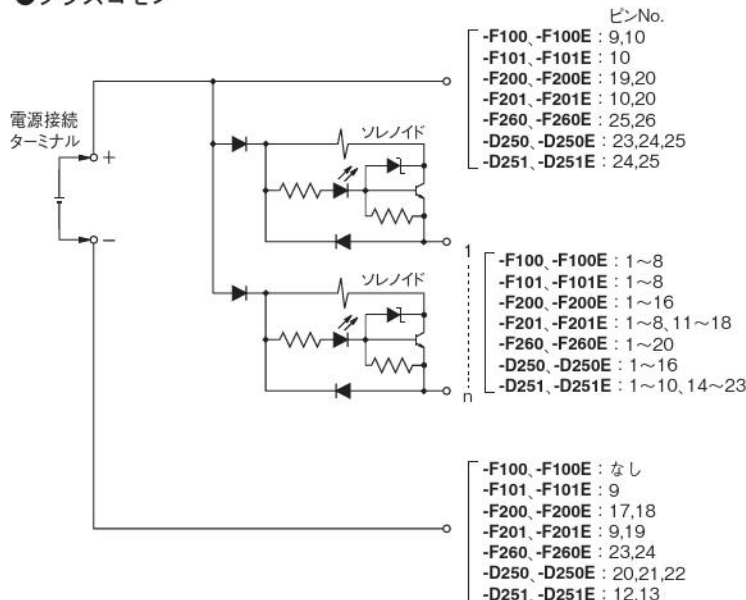 ピンNo.
-F100、-F100E：9,10
-F101、-F101E：10
-F200、-F200E：19,20
-F201、-F201E：10,20
-F260、-F260E：25,26
-D250、-D250E：23,24,25
-D251、-D251E：24,25
電源接続
ターミナル
+
−
ソレノイド
1
-F100、-F100E：1〜8
-F101、-F101E：1〜8
-F200、-F200E：1〜16
-F201、-F201E：1〜8、11〜18
-F260、-F260E：1〜20
-D250、-D250E：1〜16
-D251、-D251E：1〜10、14〜23
ソレノイド
n
-F100、-F100E：なし
-F101、-F101E：9
-F200、-F200E：17,18
-F201、-F201E：9,19
-F260、-F260E：23,24
-D250、-D250E：20,21,22
-D251、-D251E：12,13